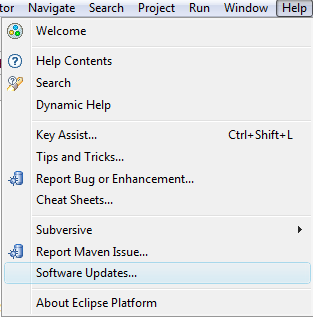 tor Navigate Search Project Run Window Help
Welcome
Help Contents
Search
Dynamic Help
Key Assist... Ctrl+Shift+L
Tips and Tricks...
Report Bug or Enhancement...
Cheat Sheets...
Subversive
Report Maven Issue...
Software Updates...
About Eclipse Platform